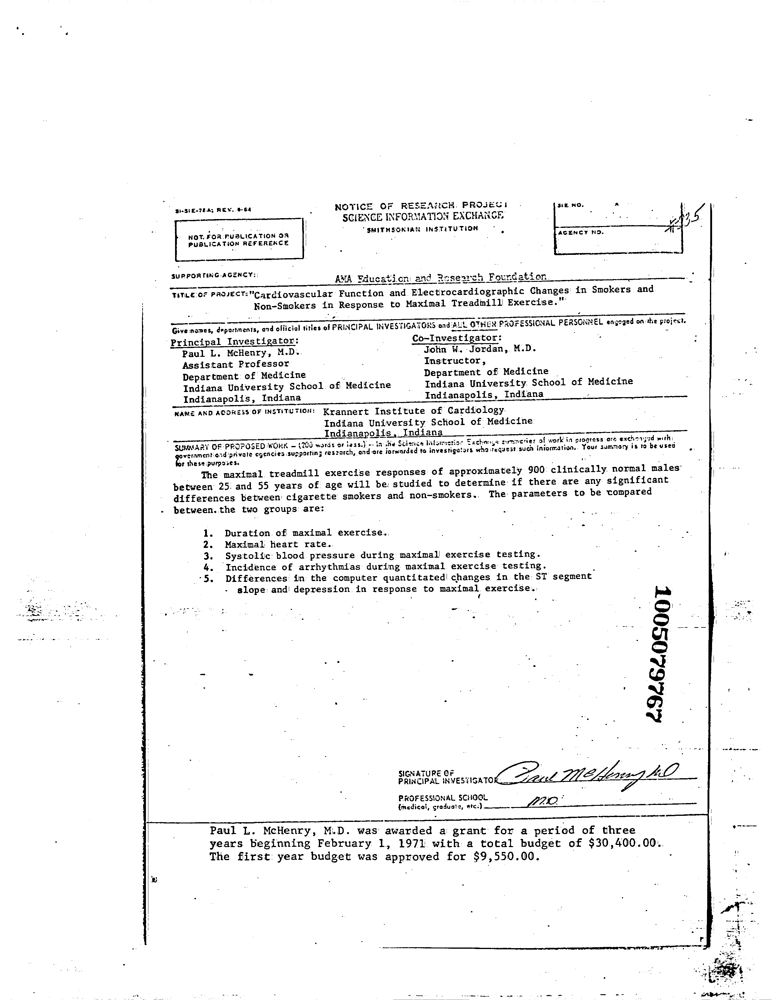 SI-SIE-78A; REV. 8-64
NOTICE OF RESEARCH PROJECT
SCIENCE INFORMATION EXCHANGE
SMITHSONIAN INSTITUTION
SIE NO.
AGENCY NO.
NOT FOR PUBLICATION OR
PUBLICATION REFERENCE
SUPPORTING AGENCY:
AMA Education and Research Foundation
TITLE OF PROJECT: "Cardiovascular Function and Electrocardiographic Changes in Smokers and
Non-Smokers in Response to Maximal Treadmill Exercise."
Give names, departments, and official titles of PRINCIPAL INVESTIGATORS and ALL OTHER PROFESSIONAL PERSONNEL engaged on the project.
Principal Investigator:
Paul L. McHenry, M.D.
Assistant Professor
Department of Medicine
Indiana University School of Medicine
Indianapolis, Indiana
Co-Investigator:
John W. Jordan, M.D.
Instructor,
Department of Medicine
Indiana University School of Medicine
Indianapolis, Indiana
NAME AND ADDRESS OF INSTITUTION: Krannert Institute of Cardiology
Indiana University School of Medicine
Indianapolis, Indiana
SUMMARY OF PROPOSED WORK – (200 words or less.) – In the Science Information Exchange summaries of work in progress are exchanged with
government and private agencies supporting research, and are forwarded to investigators who request such information. Your summary is to be used
for these purposes.
The maximal treadmill exercise responses of approximately 900 clinically normal males
between 25 and 55 years of age will be studied to determine if there are any significant
differences between cigarette smokers and non-smokers. The parameters to be compared
between the two groups are:
1. Duration of maximal exercise.
2. Maximal heart rate.
3. Systolic blood pressure during maximal exercise testing.
4. Incidence of arrhythmias during maximal exercise testing.
5. Differences in the computer quantitated changes in the ST segment
slope and depression in response to maximal exercise.
1005079767
SIGNATURE OF
PRINCIPAL INVESTIGATOR Paul McHenry MD
PROFESSIONAL SCHOOL
(medical, graduate, etc.) M.D.
Paul L. McHenry, M.D. was awarded a grant for a period of three
years beginning February 1, 1971 with a total budget of $30,400.00.
The first year budget was approved for $9,550.00.